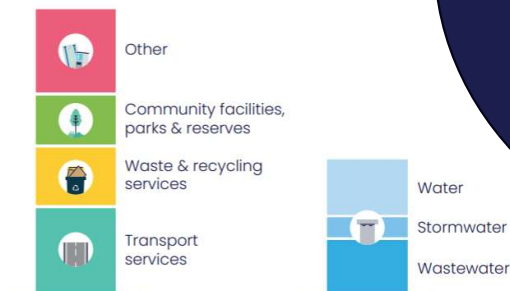 Other
Community facilities,
parks & reserves
Waste & recycling
services
Transport
services
Water
Stormwater
Wastewater